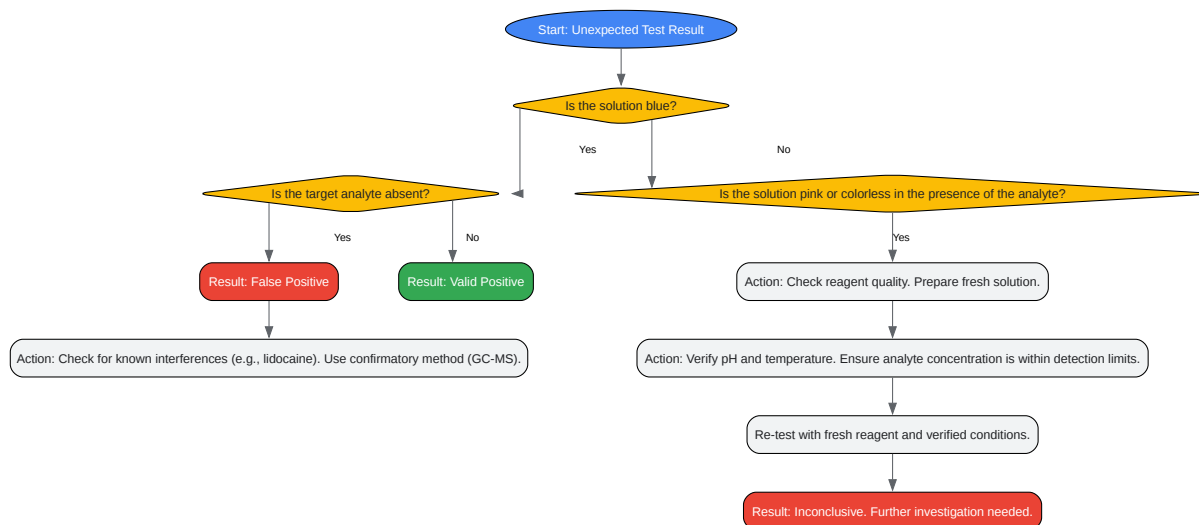 Start: Unexpected Test Result
Is the solution blue?
Yes
No
Is the target analyte absent?
Is the solution pink or colorless in the presence of the analyte?
Yes
No
Yes
Result: False Positive
Result: Valid Positive
Action: Check reagent quality. Prepare fresh solution.
Action: Check for known interferences (e.g., lidocaine). Use confirmatory method (GC-MS).
Action: Verify pH and temperature. Ensure analyte concentration is within detection limits.
Re-test with fresh reagent and verified conditions.
Result: Inconclusive. Further investigation needed.